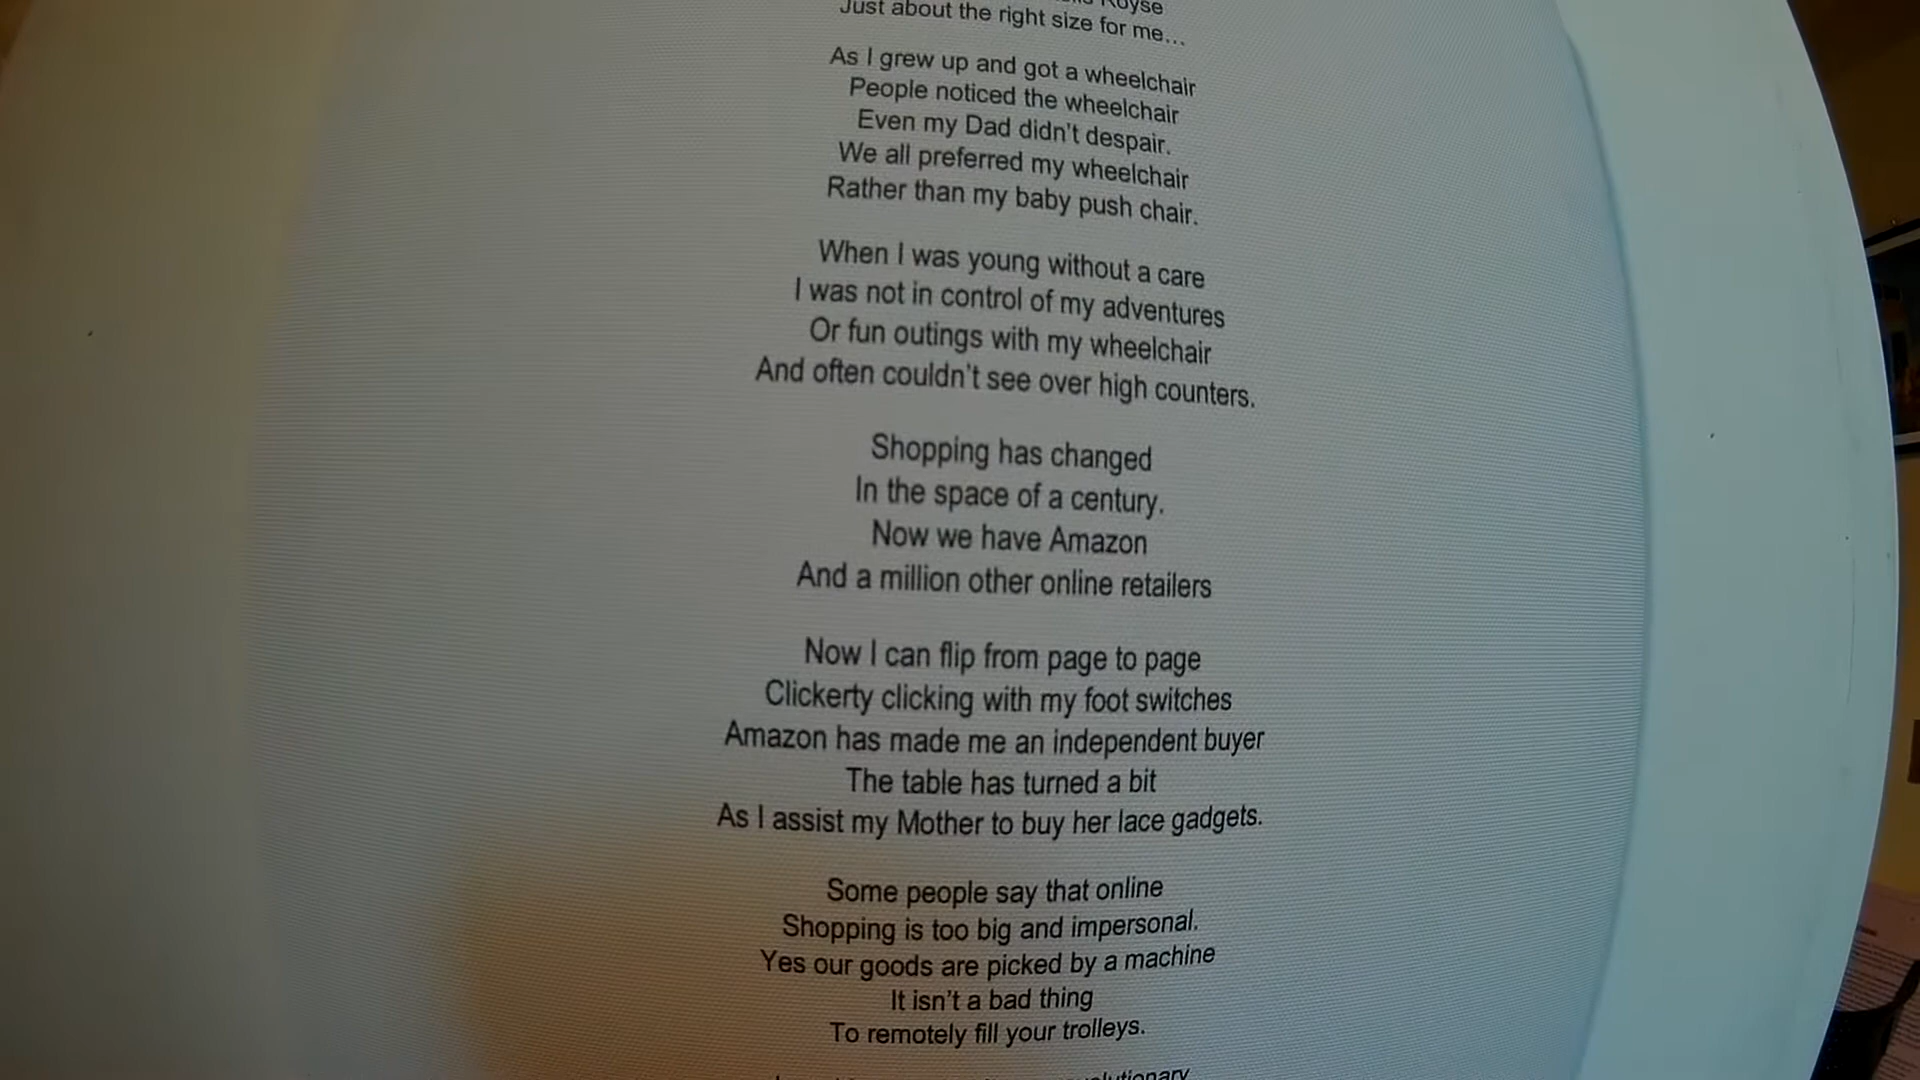 Royse
Just about the right size for me...
As I grew up and got a wheelchair
People noticed the wheelchair
Even my Dad didn't despair.
We all preferred my wheelchair
Rather than my baby push chair.
When I was young without a care
I was not in control of my adventures
Or fun outings with my wheelchair
And often couldn't see over high counters.
Shopping has changed
In the space of a century.
Now we have Amazon
And a million other online retailers
Now I can flip from page to page
Clickerty clicking with my foot switches
Amazon has made me an independent buyer
The table has turned a bit
As I assist my Mother to buy her lace gadgets.
Some people say that online
Shopping is too big and impersonal.
Yes our goods are picked by a machine
It isn't a bad thing
To remotely fill your trolleys.